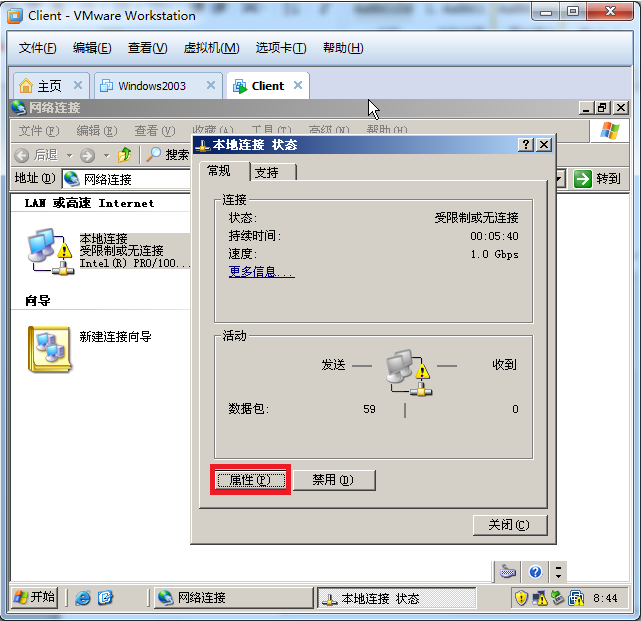 Client - VMware Workstation
文件(F) 编辑(E) 查看(V) 虚拟机(M) 选项卡(T) 帮助(H)
主页 Windows2003 Client
网络连接
文件(F) 编辑(E) 查看(V) 收藏(A) 工具(T) 高级(N) 帮助(H)
后退 搜索
地址(D) 网络连接 转到
LAN 或高速 Internet
本地连接
受限制或无连接
Intel(R) PRO/100...
向导
新建连接向导
本地连接 状态
常规 支持
连接
状态: 受限制或无连接
持续时间: 00:05:40
速度: 1.0 Gbps
更多信息...
活动
发送 收到
数据包: 59 0
属性(P) 禁用(D)
关闭(C)
开始 网络连接 本地连接 状态 8:44